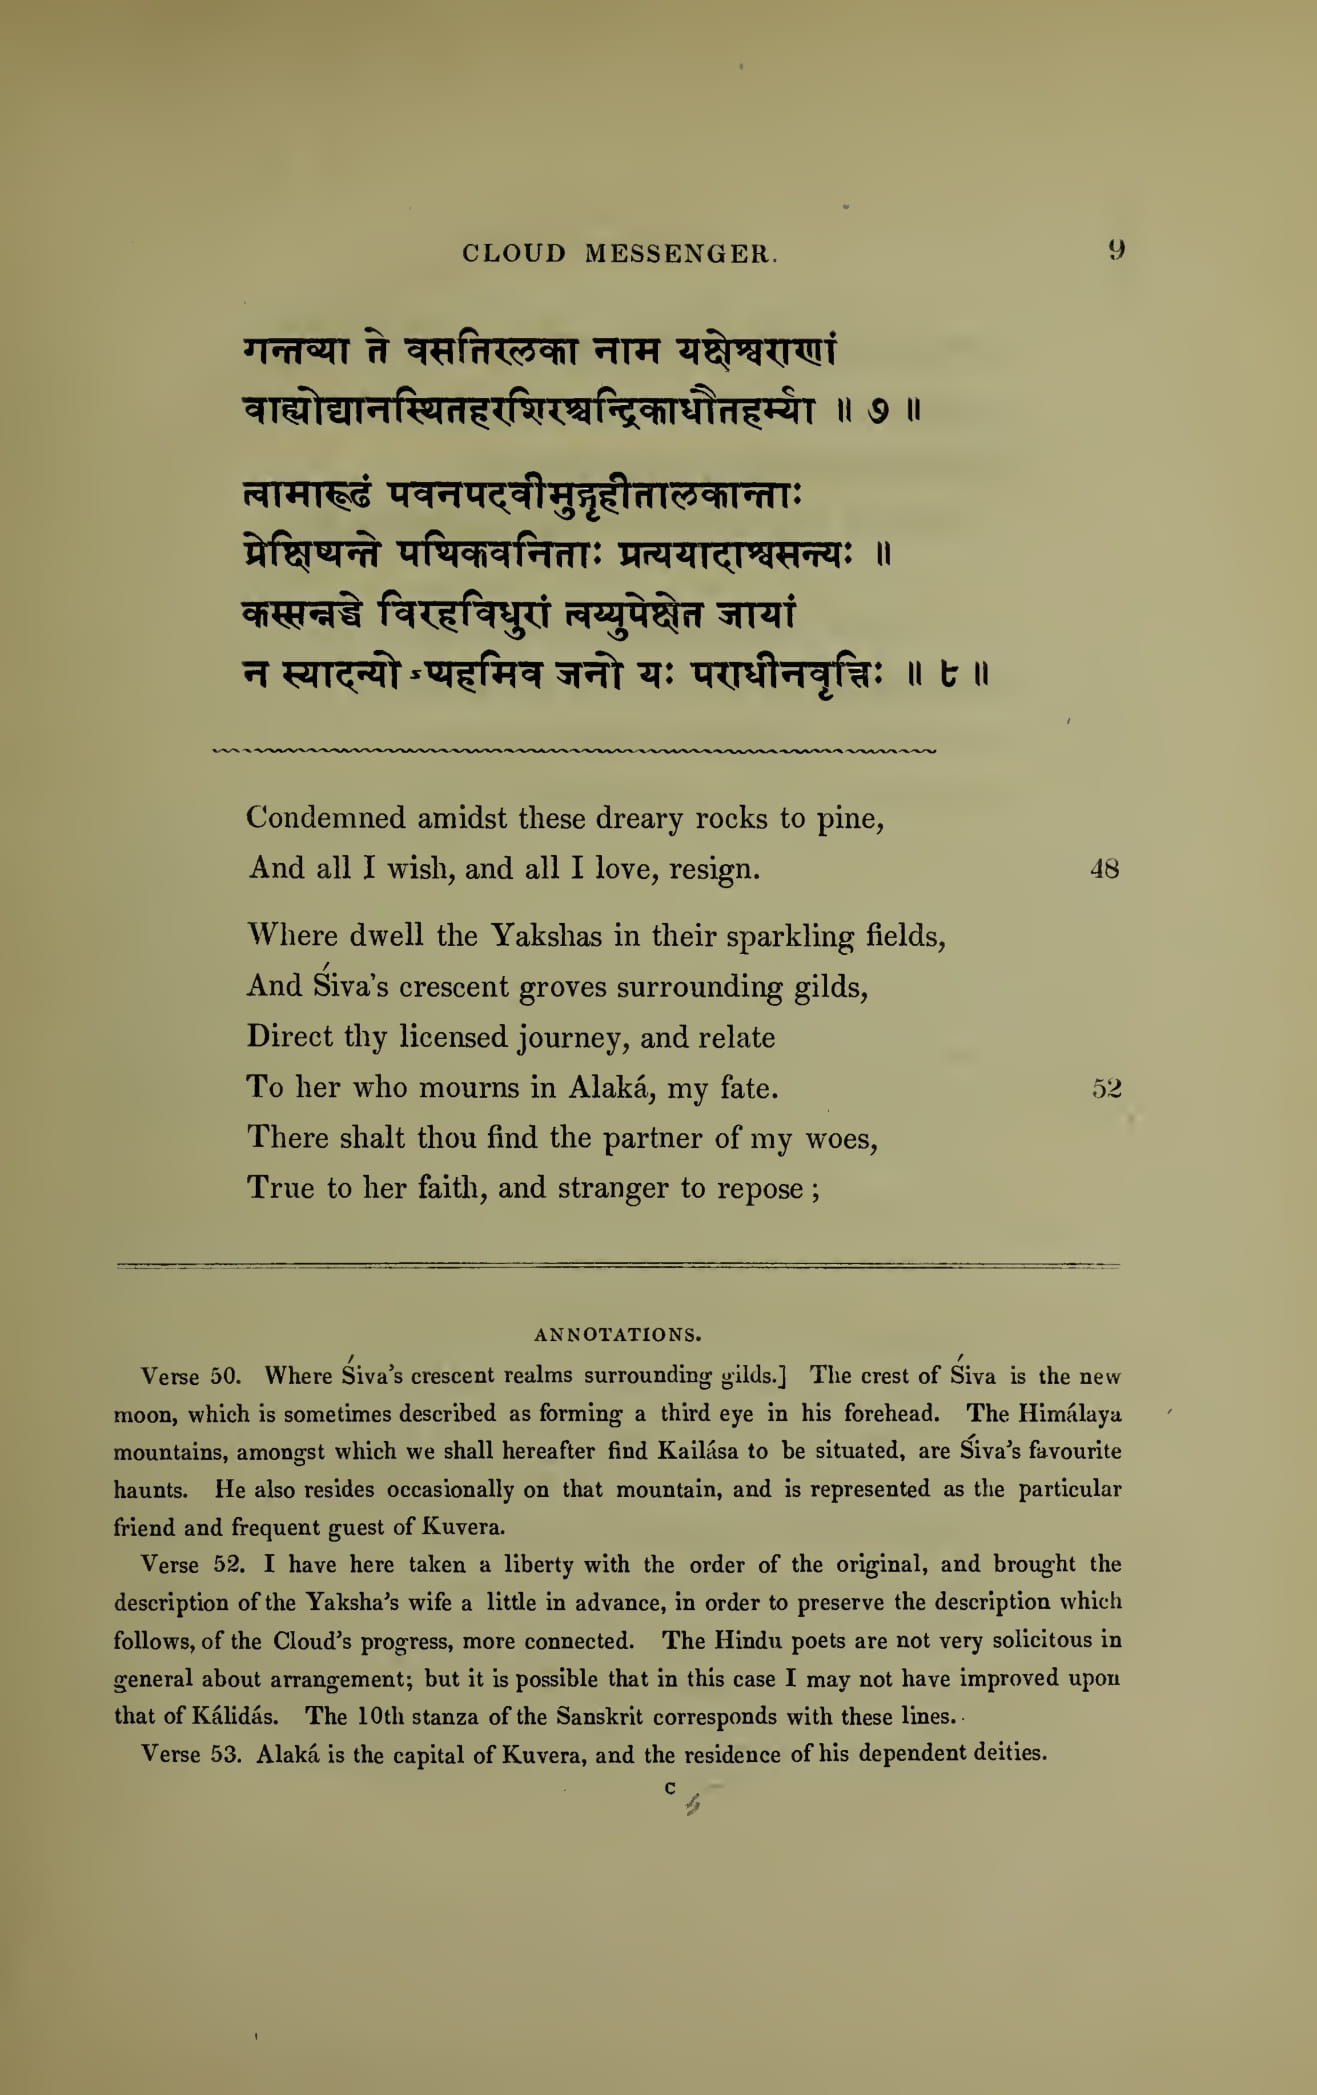 CLOUD MESSENGER. 9
गन्तव्या ते वसतिरलका नाम यक्षेश्वराणां
वाह्योद्यानस्थितहरशिरश्चन्द्रिकाधौतहर्म्या ॥ ७ ॥
त्वामारूढं पवनपदवीमुद्गृहीतालकान्ताः
प्रेक्षिष्यन्ते पथिकवनिताः प्रत्ययादाश्वसन्त्यः ॥
कस्सन्नद्धे विरहविधुरां त्वय्युपेक्षेत जायां
न स्यादन्यो ऽप्यहमिव जनो यः पराधीनवृत्तिः ॥ ८ ॥
Condemned amidst these dreary rocks to pine,
And all I wish, and all I love, resign. 48
Where dwell the Yakshas in their sparkling fields,
And Śiva's crescent groves surrounding gilds,
Direct thy licensed journey, and relate
To her who mourns in Alaká, my fate. 52
There shalt thou find the partner of my woes,
True to her faith, and stranger to repose ;
ANNOTATIONS.
Verse 50. Where Śiva's crescent realms surrounding gilds.] The crest of Śiva is the new
moon, which is sometimes described as forming a third eye in his forehead. The Himálaya
mountains, amongst which we shall hereafter find Kailása to be situated, are Śiva's favourite
haunts. He also resides occasionally on that mountain, and is represented as the particular
friend and frequent guest of Kuvera.
Verse 52. I have here taken a liberty with the order of the original, and brought the
description of the Yaksha's wife a little in advance, in order to preserve the description which
follows, of the Cloud's progress, more connected. The Hindu poets are not very solicitous in
general about arrangement; but it is possible that in this case I may not have improved upon
that of Kálidás. The 10th stanza of the Sanskrit corresponds with these lines.
Verse 53. Alaká is the capital of Kuvera, and the residence of his dependent deities.
C